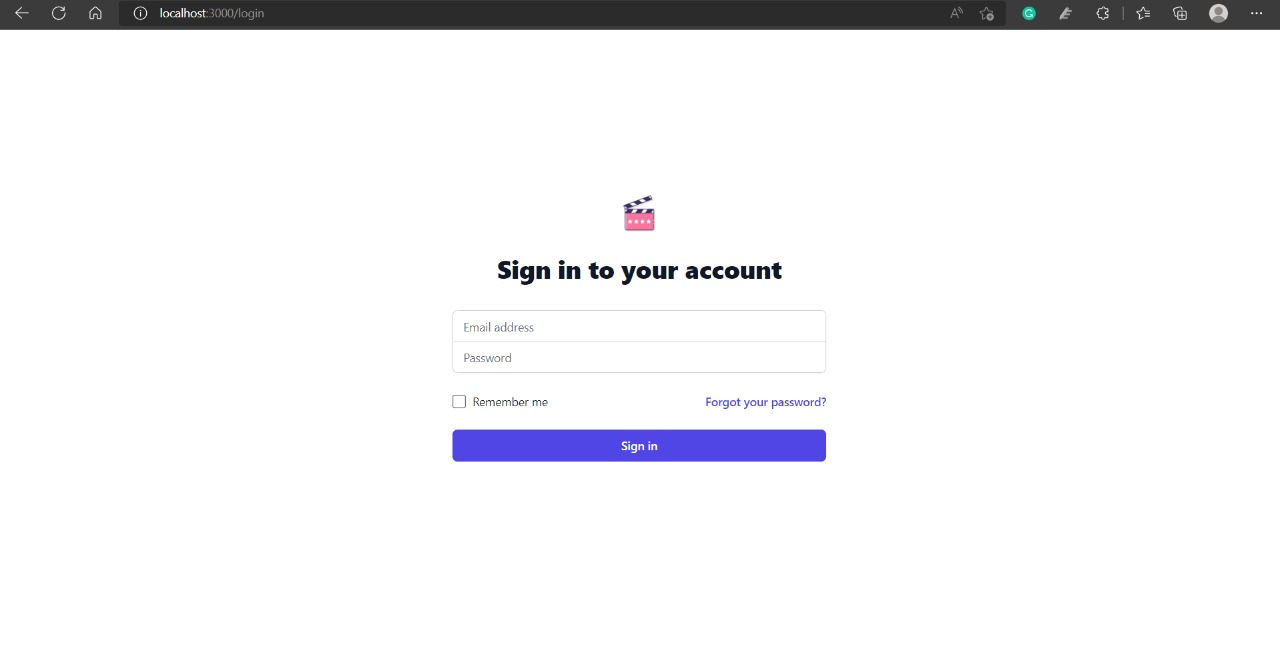 localhost:3000/login
Sign in to your account
Email address
Password
Remember me
Forgot your password?
Sign in